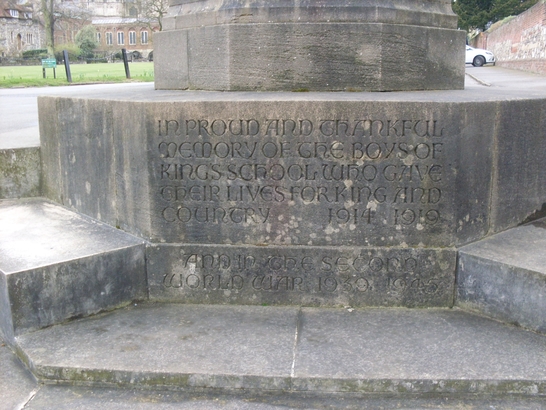 IN PROUD AND THANKFUL
MEMORY OF THE BOYS OF
KINGS SCHOOL WHO GAVE
THEIR LIVES FOR KING AND
COUNTRY 1914 1919
AND IN THE SECOND
WORLD WAR 1939 . 1945